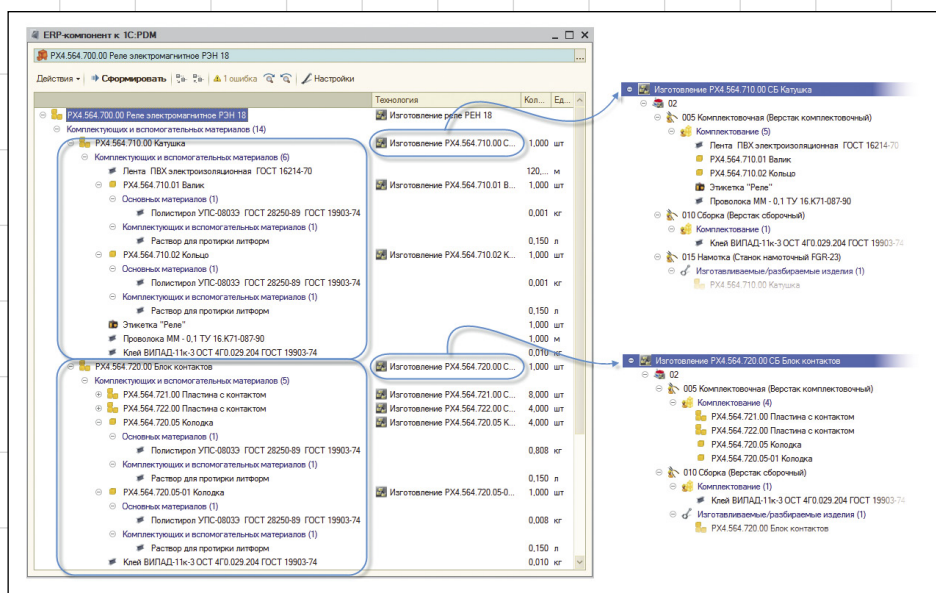 ERP-компонент к 1С:PDM
РХ4.564.700.00 Реле электромагнитное РЭН 18
Действия Сформировать 1 ошибка Настройки
Технология Кол... Ед...
РХ4.564.700.00 Реле электромагнитное РЭН 18 Изготовление реле РЕН 18
Комплектующих и вспомогательных материалов (14)
РХ4.564.710.00 Катушка Изготовление РХ4.564.710.00 С... 1,000 шт
Комплектующих и вспомогательных материалов (6)
Лента ПВХ электроизоляционная ГОСТ 16214-70 120,... м
РХ4.564.710.01 Валик Изготовление РХ4.564.710.01 В... 1,000 шт
Основных материалов (1)
Полистирол УПС-0803Э ГОСТ 28250-89 ГОСТ 19903-74 0,001 кг
Комплектующих и вспомогательных материалов (1)
Раствор для протирки литформ 0,150 л
РХ4.564.710.02 Кольцо Изготовление РХ4.564.710.02 К... 1,000 шт
Основных материалов (1)
Полистирол УПС-0803Э ГОСТ 28250-89 ГОСТ 19903-74 0,001 кг
Комплектующих и вспомогательных материалов (1)
Раствор для протирки литформ 0,150 л
Этикетка "Реле" 1,000 шт
Проволока ММ - 0,1 ТУ 16.К71-087-90 1,000 м
Клей ВИПАД-11к-3 ОСТ 4Г0.029.204 ГОСТ 19903-74 0,010 кг
РХ4.564.720.00 Блок контактов Изготовление РХ4.564.720.00 С... 1,000 шт
Комплектующих и вспомогательных материалов (5)
РХ4.564.721.00 Пластина с контактом Изготовление РХ4.564.721.00 С... 8,000 шт
РХ4.564.722.00 Пластина с контактом Изготовление РХ4.564.722.00 С... 4,000 шт
РХ4.564.720.05 Колодка Изготовление РХ4.564.720.05 К... 4,000 шт
Основных материалов (1)
Полистирол УПС-0803Э ГОСТ 28250-89 ГОСТ 19903-74 0,808 кг
Комплектующих и вспомогательных материалов (1)
Раствор для протирки литформ 0,150 л
РХ4.564.720.05-01 Колодка Изготовление РХ4.564.720.05-0... 1,000 шт
Основных материалов (1)
Полистирол УПС-0803Э ГОСТ 28250-89 ГОСТ 19903-74 0,008 кг
Комплектующих и вспомогательных материалов (1)
Раствор для протирки литформ 0,150 л
Клей ВИПАД-11к-3 ОСТ 4Г0.029.204 ГОСТ 19903-74 0,010 кг
Изготовление РХ4.564.710.00 СБ Катушка
02
005 Комплектовочная (Верстак комплектовочный)
Комплектование (5)
Лента ПВХ электроизоляционная ГОСТ 16214-70
РХ4.564.710.01 Валик
РХ4.564.710.02 Кольцо
Этикетка "Реле"
Проволока ММ - 0,1 ТУ 16.К71-087-90
010 Сборка (Верстак сборочный)
Комплектование (1)
Клей ВИПАД-11к-3 ОСТ 4Г0.029.204 ГОСТ 19903-74
015 Намотка (Станок намоточный FGR-23)
Изготавливаемые/разбираемые изделия (1)
РХ4.564.710.00 Катушка
Изготовление РХ4.564.720.00 СБ Блок контактов
02
005 Комплектовочная (Верстак комплектовочный)
Комплектование (4)
РХ4.564.721.00 Пластина с контактом
РХ4.564.722.00 Пластина с контактом
РХ4.564.720.05 Колодка
РХ4.564.720.05-01 Колодка
010 Сборка (Верстак сборочный)
Комплектование (1)
Клей ВИПАД-11к-3 ОСТ 4Г0.029.204 ГОСТ 19903-74
Изготавливаемые/разбираемые изделия (1)
РХ4.564.720.00 Блок контактов